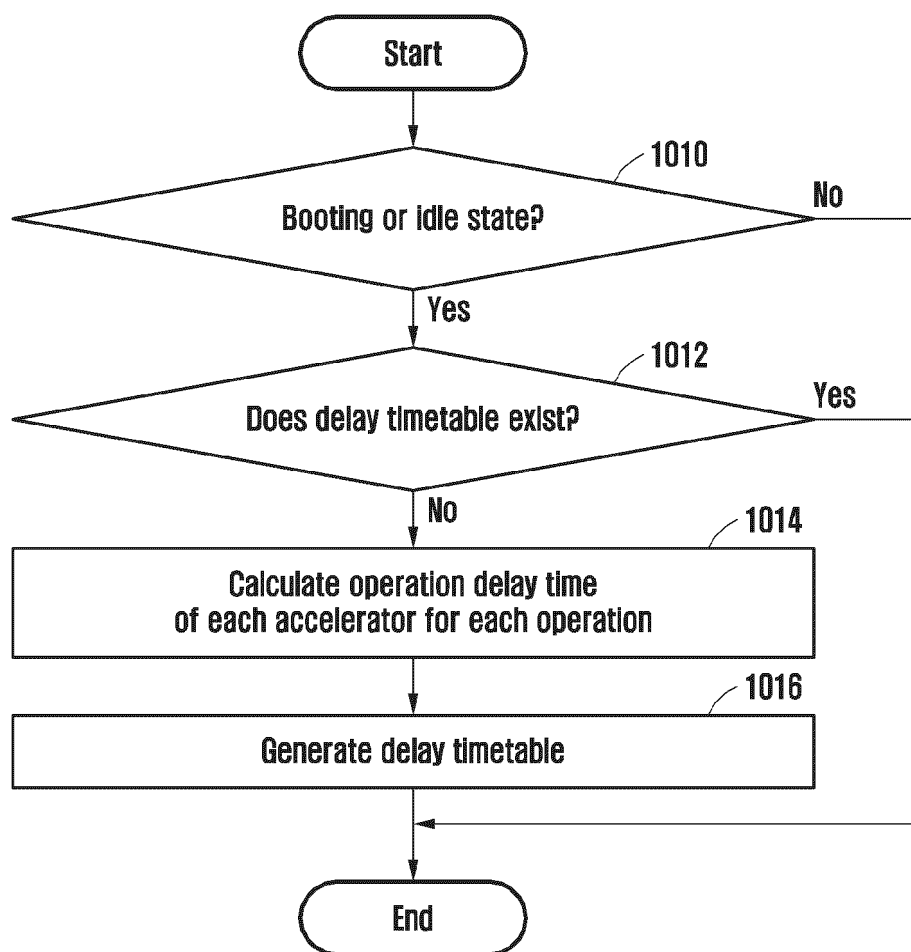 Start
1010
Booting or idle state?
No
Yes
1012
Does delay timetable exist?
Yes
No
1014
Calculate operation delay time
of each accelerator for each operation
1016
Generate delay timetable
End